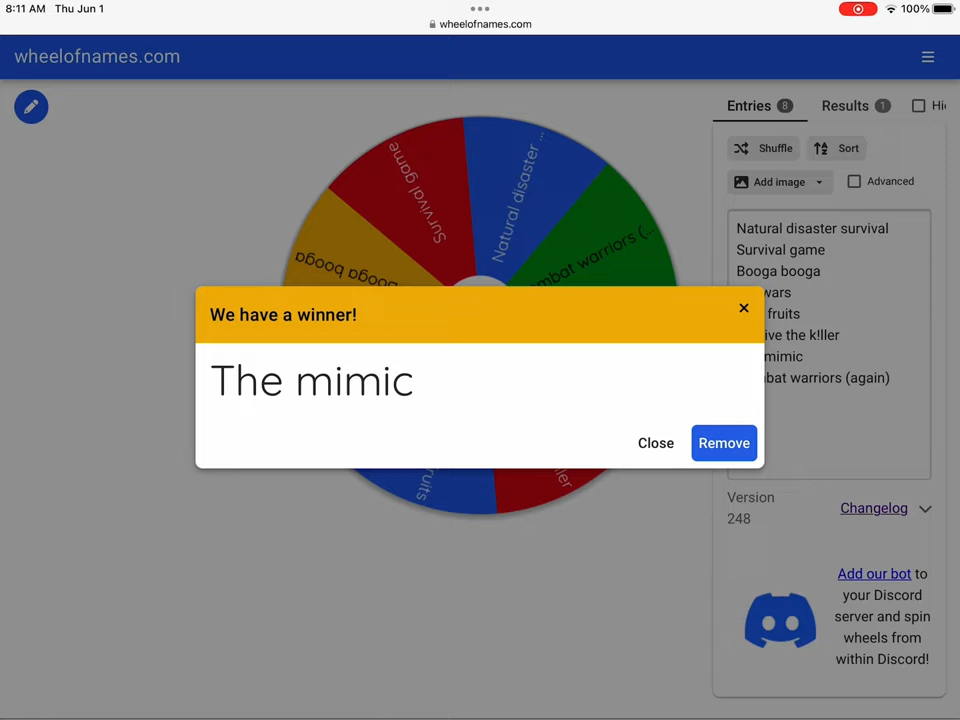 8:11 AM Thu Jun 1
100%
wheelofnames.com
wheelofnames.com
Entries 8 Results 1
Shuffle Sort
Add image Advanced
Survival game
Natural disaster ...
booga booga
warriors (...
Natural disaster survival
Survival game
Booga booga
wars
fruits
the k!ller
mimic
warriors (again)
We have a winner!
The mimic
Close Remove
Version
248
Changelog
Add our bot to
your Discord
server and spin
wheels from
within Discord!